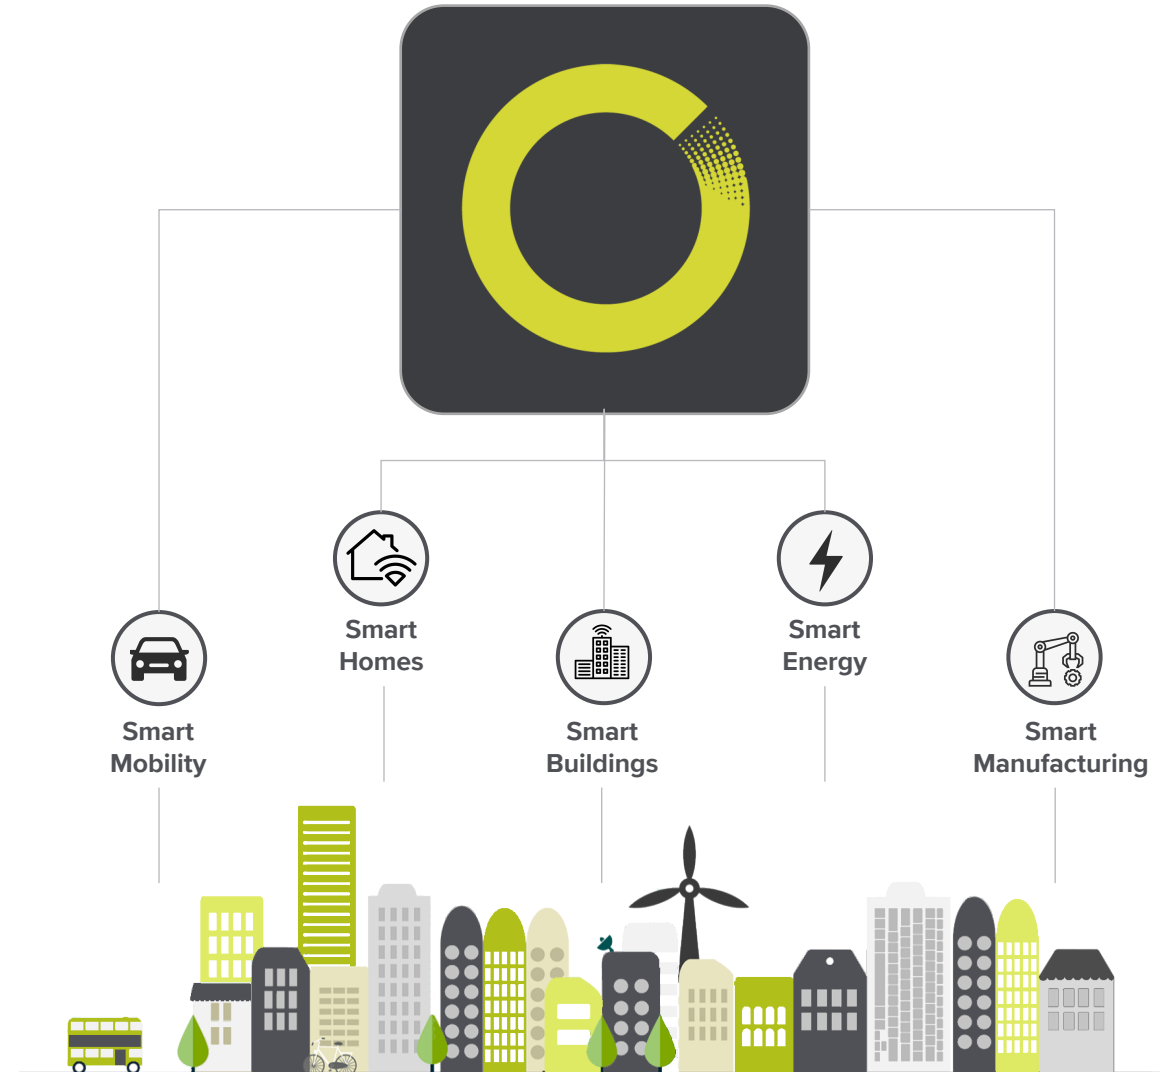 Smart
Homes
Smart
Energy
Smart
Mobility
Smart
Buildings
Smart
Manufacturing